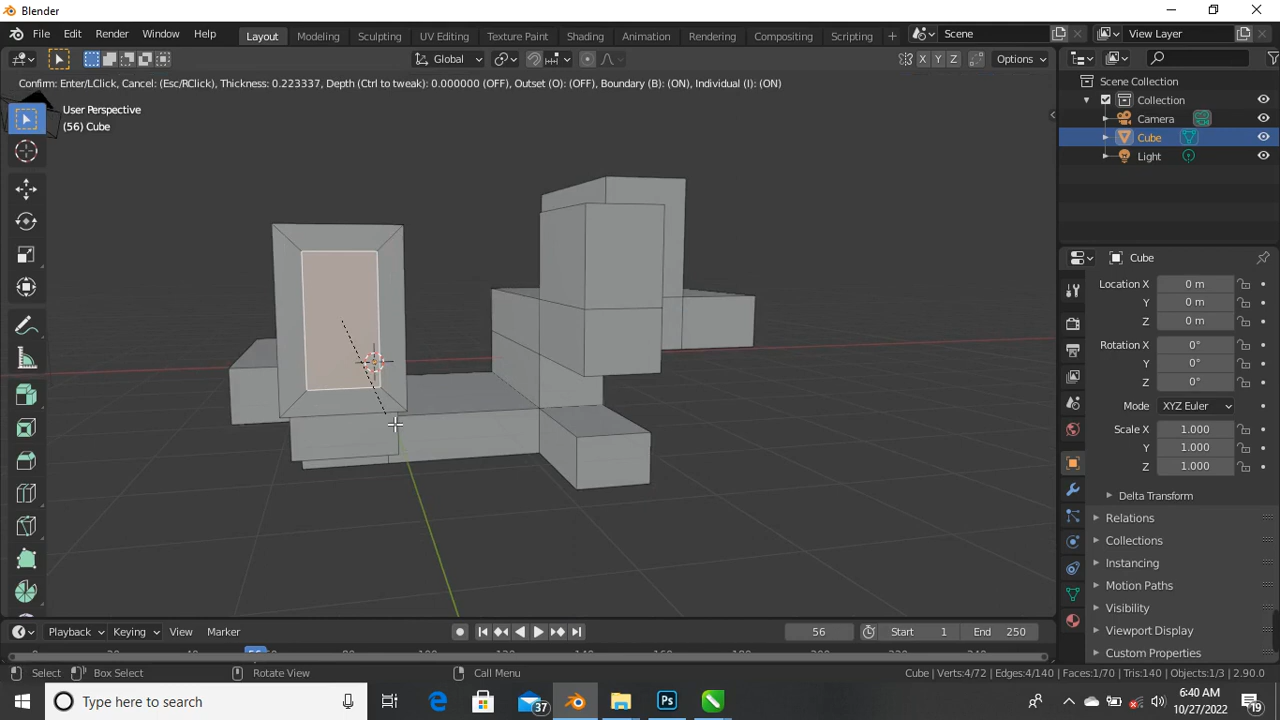 Blender
File Edit Render Window Help Layout Modeling Sculpting UV Editing Texture Paint Shading Animation Rendering Compositing Scripting + Scene View Layer
Global X Y Z Options
Confirm: Enter/LClick, Cancel: (Esc/RClick), Thickness: 0.223337, Depth (Ctrl to tweak): 0.000000 (OFF), Outset (O): (OFF), Boundary (B): (ON), Individual (I): (ON)
User Perspective
(56) Cube
Scene Collection
Collection
Camera
Cube
Light
Cube
Location X 0 m
Y 0 m
Z 0 m
Rotation X 0°
Y 0°
Z 0°
Mode XYZ Euler
Scale X 1.000
Y 1.000
Z 1.000
Delta Transform
Relations
Collections
Instancing
Motion Paths
Visibility
Viewport Display
Custom Properties
Playback Keying View Marker 56 Start 1 End 250
Select Box Select Rotate View Call Menu Cube | Verts:4/72 | Edges:4/140 | Faces:1/70 | Tris:140 | Objects:1/3 | 2.90.0
Type here to search 37 Ps 6:40 AM
10/27/2022 19